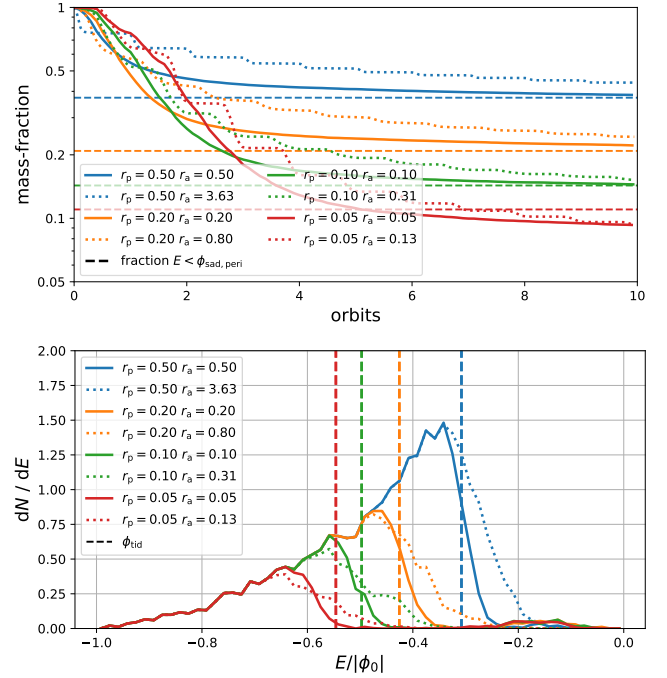 1
0.5
0.2
0.1
0.05
mass-fraction
r_p = 0.50 r_a = 0.50
r_p = 0.50 r_a = 3.63
r_p = 0.20 r_a = 0.20
r_p = 0.20 r_a = 0.80
fraction E < ϕ_sad, peri
r_p = 0.10 r_a = 0.10
r_p = 0.10 r_a = 0.31
r_p = 0.05 r_a = 0.05
r_p = 0.05 r_a = 0.13
0 2 4 6 8 10
orbits
2.00
1.75
1.50
1.25
1.00
0.75
0.50
0.25
0.00
dN / dE
r_p = 0.50 r_a = 0.50
r_p = 0.50 r_a = 3.63
r_p = 0.20 r_a = 0.20
r_p = 0.20 r_a = 0.80
r_p = 0.10 r_a = 0.10
r_p = 0.10 r_a = 0.31
r_p = 0.05 r_a = 0.05
r_p = 0.05 r_a = 0.13
ϕ_tid
−1.0 −0.8 −0.6 −0.4 −0.2 0.0
E/|ϕ_0|